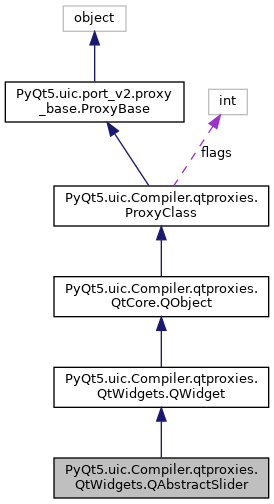 object
PyQt5.uic.port_v2.proxy
_base.ProxyBase
int
flags
PyQt5.uic.Compiler.qtproxies.
ProxyClass
PyQt5.uic.Compiler.qtproxies.
QtCore.QObject
PyQt5.uic.Compiler.qtproxies.
QtWidgets.QWidget
PyQt5.uic.Compiler.qtproxies.
QtWidgets.QAbstractSlider